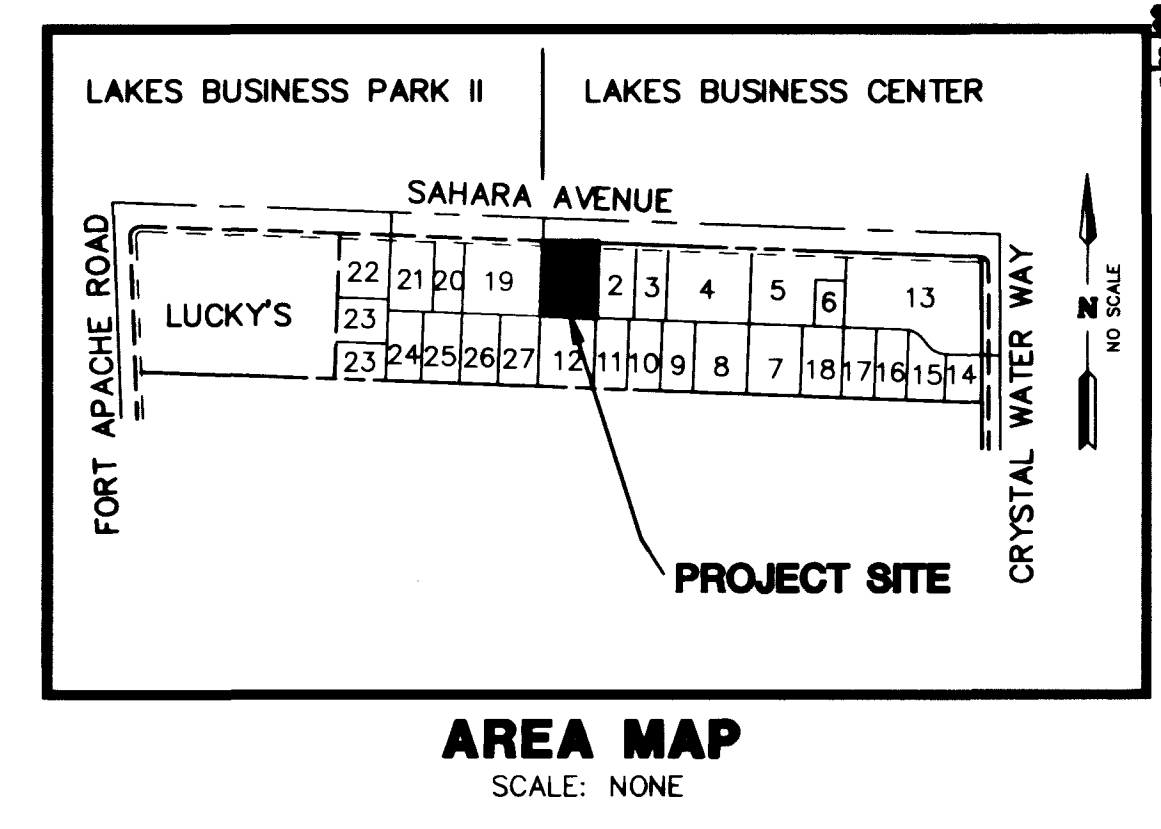 LAKES BUSINESS PARK II
LAKES BUSINESS CENTER
SAHARA AVENUE
FORT APACHE ROAD
LUCKY'S
22
21
20
19
2
3
4
5
6
13
23
23
24
25
26
27
12
11
10
9
8
7
18
17
16
15
14
CRYSTAL WATER WAY
N
NO SCALE
PROJECT SITE
AREA MAP
SCALE: NONE